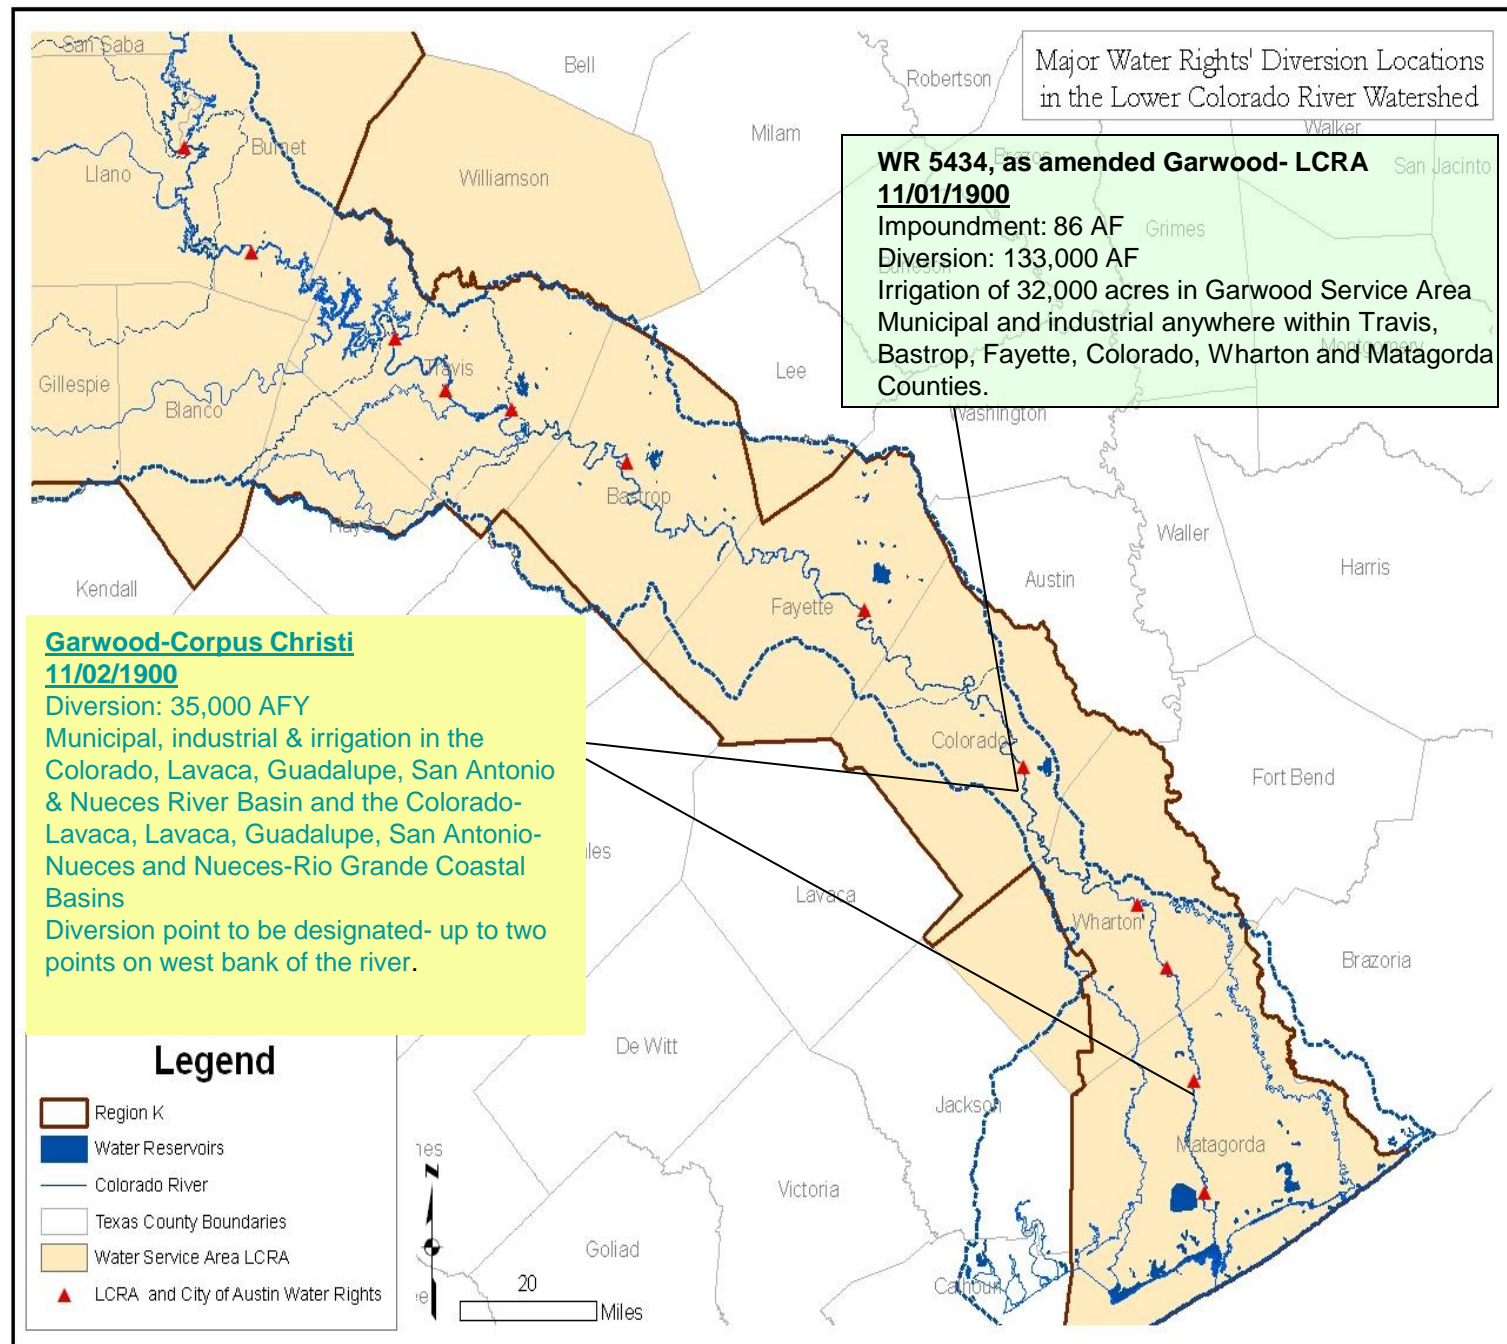 Major Water Rights' Diversion Locations
in the Lower Colorado River Watershed
San Saba
Bell
Robertson
Milam
Walker
San Jacinto
Burnet
Llano
Williamson
WR 5434, as amended Garwood- LCRA
11/01/1900
Impoundment: 86 AF
Diversion: 133,000 AF
Irrigation of 32,000 acres in Garwood Service Area
Municipal and industrial anywhere within Travis,
Bastrop, Fayette, Colorado, Wharton and Matagorda
Counties.
Brazos
Grimes
Burleson
Montgomery
Washington
Lee
Travis
Gillespie
Blanco
Bastrop
Hays
Kendall
Waller
Harris
Austin
Fayette
Garwood-Corpus Christi
11/02/1900
Diversion: 35,000 AFY
Municipal, industrial & irrigation in the
Colorado, Lavaca, Guadalupe, San Antonio
& Nueces River Basin and the Colorado-
Lavaca, Lavaca, Guadalupe, San Antonio-
Nueces and Nueces-Rio Grande Coastal
Basins
Diversion point to be designated- up to two
points on west bank of the river.
Colorado
Fort Bend
ales
Lavaca
Wharton
Brazoria
De Witt
Jackson
Matagorda
Victoria
Goliad
Calhoun
nes
ee
N
20
Miles
Legend
Region K
Water Reservoirs
Colorado River
Texas County Boundaries
Water Service Area LCRA
LCRA and City of Austin Water Rights